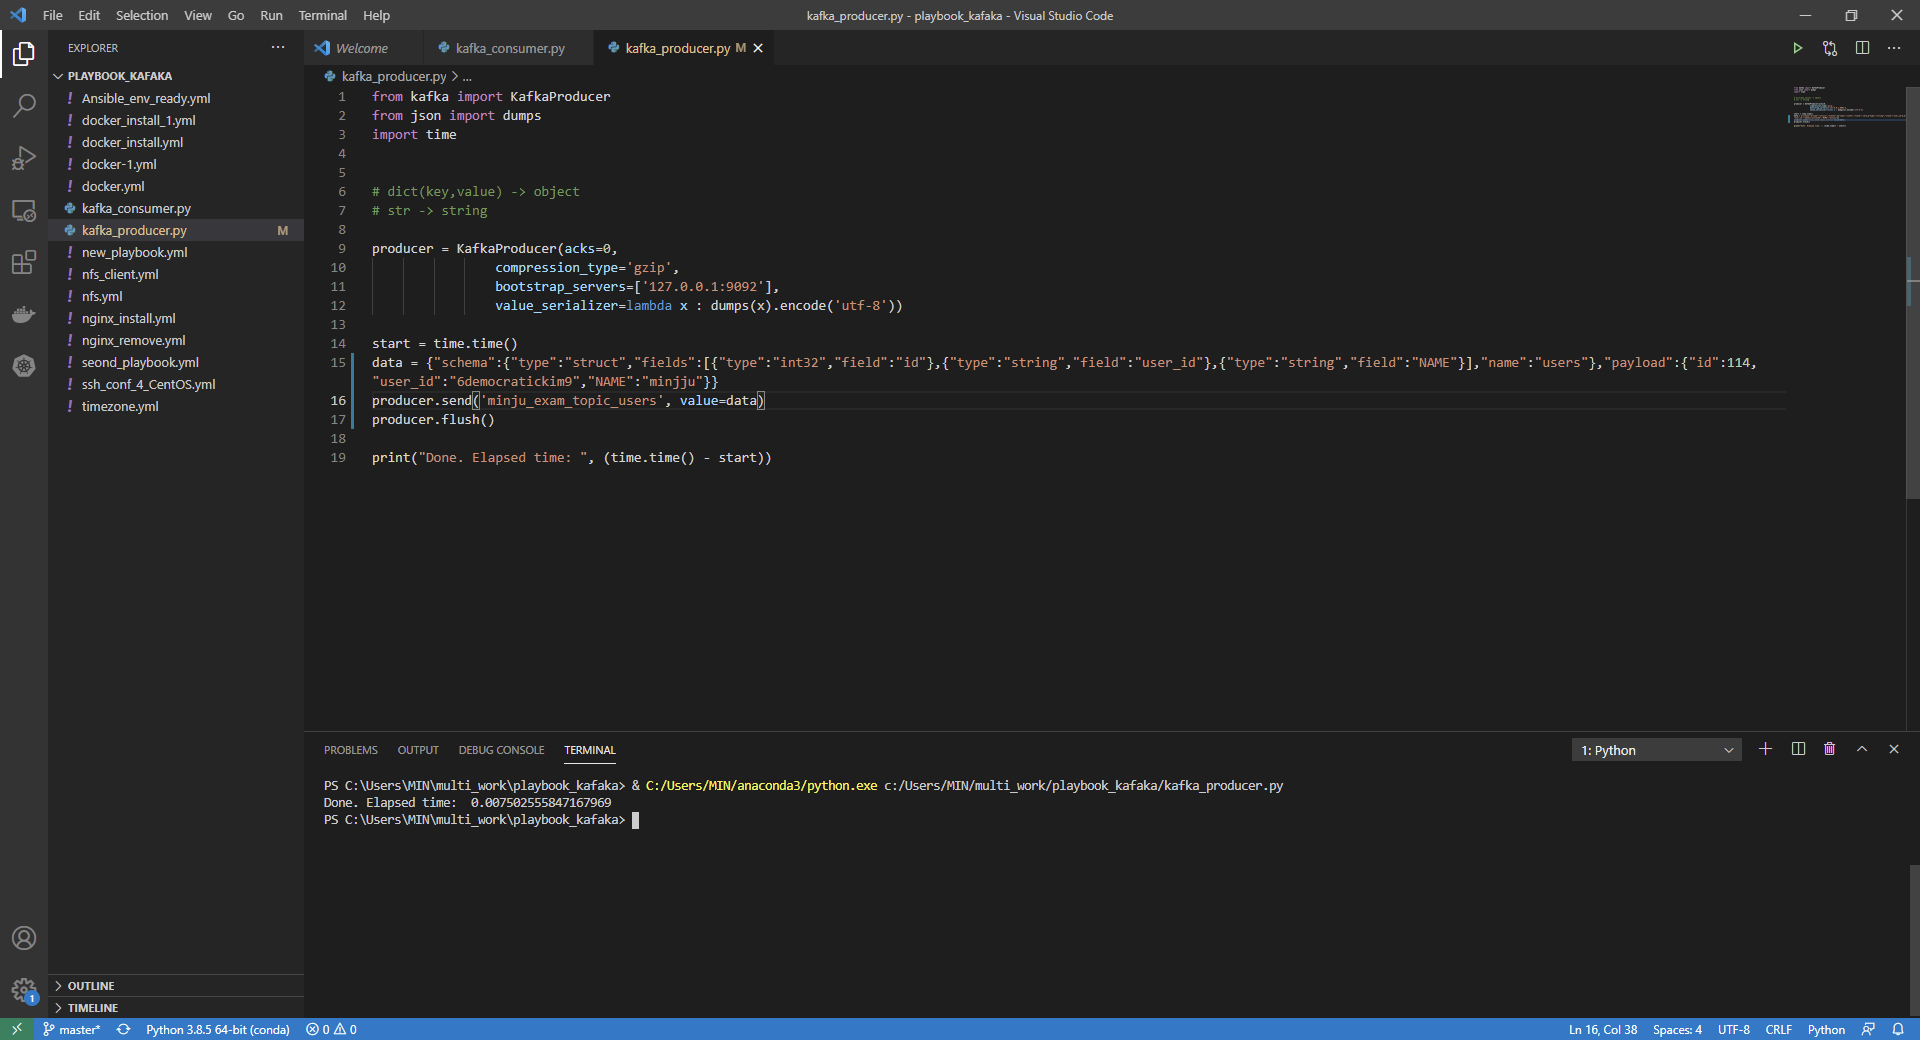 File Edit Selection View Go Run Terminal Help
kafka_producer.py - playbook_kafaka - Visual Studio Code
EXPLORER
PLAYBOOK_KAFAKA
! Ansible_env_ready.yml
! docker_install_1.yml
! docker_install.yml
! docker-1.yml
! docker.yml
kafka_consumer.py
kafka_producer.py M
! new_playbook.yml
! nfs_client.yml
! nfs.yml
! nginx_install.yml
! nginx_remove.yml
! seond_playbook.yml
! ssh_conf_4_CentOS.yml
! timezone.yml
OUTLINE
TIMELINE
Welcome
kafka_consumer.py
kafka_producer.py M
kafka_producer.py > ...
1 from kafka import KafkaProducer
2 from json import dumps
3 import time
4
5
6 # dict(key,value) -> object
7 # str -> string
8
9 producer = KafkaProducer(acks=0,
10 compression_type='gzip',
11 bootstrap_servers=['127.0.0.1:9092'],
12 value_serializer=lambda x : dumps(x).encode('utf-8'))
13
14 start = time.time()
15 data = {"schema":{"type":"struct","fields":[{"type":"int32","field":"id"},{"type":"string","field":"user_id"},{"type":"string","field":"NAME"}],"name":"users"},"payload":{"id":114,
"user_id":"6democratickim9","NAME":"minjju"}}
16 producer.send('minju_exam_topic_users', value=data)
17 producer.flush()
18
19 print("Done. Elapsed time: ", (time.time() - start))
PROBLEMS OUTPUT DEBUG CONSOLE TERMINAL
1: Python
PS C:\Users\MIN\multi_work\playbook_kafaka> & C:/Users/MIN/anaconda3/python.exe c:/Users/MIN/multi_work/playbook_kafaka/kafka_producer.py
Done. Elapsed time:  0.007502555847167969
PS C:\Users\MIN\multi_work\playbook_kafaka>
1
master* Python 3.8.5 64-bit (conda) 0 0
Ln 16, Col 38 Spaces: 4 UTF-8 CRLF Python